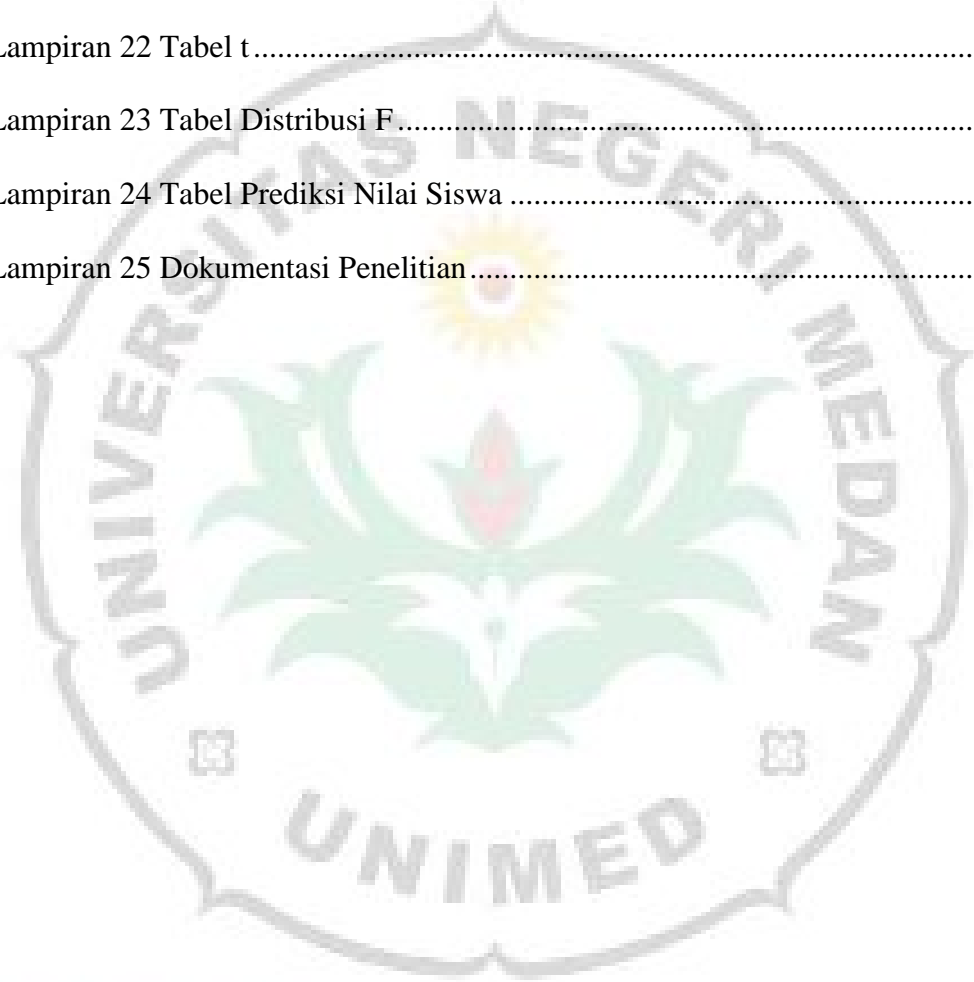 Lampiran 22 Tabel t........................................................................................
Lampiran 23 Tabel Distribusi F......................................................................
Lampiran 24 Tabel Prediksi Nilai Siswa .........................................................
Lampiran 25 Dokumentasi Penelitian..............................................................
UNIVERSITAS NEGERI MEDAN
UNIMED